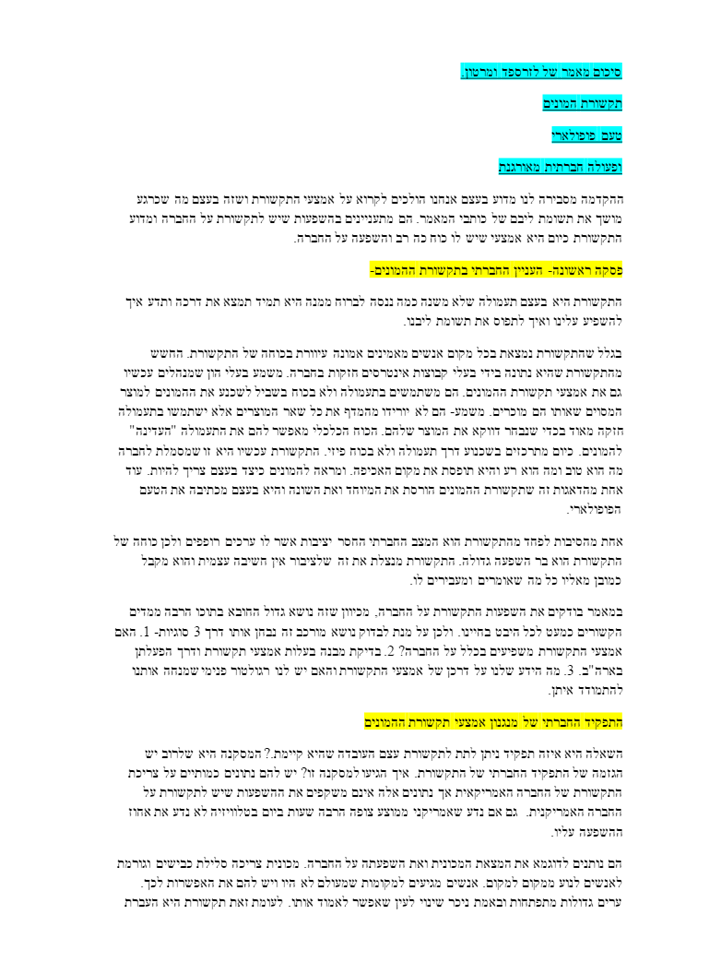 סיכום מאמר של לזרספד ומרטון.
תקשורת המונים
טעם פופולארי
ופעולה חברתית מאורגנת
ההקדמה מסבירה לנו מדוע בעצם אנחנו הולכים לקרוא על אמצעי התקשורת ושזה בעצם מה שכרגע
מושך את תשומת ליבם של כותבי המאמר. הם מתעניינים בהשפעות שיש לתקשורת על החברה ומדוע
התקשורת כיום היא אמצעי שיש לו כוח כה רב והשפעה על החברה.
פסקה ראשונה- העניין החברתי בתקשורת ההמונים-
התקשורת היא בעצם תעמולה שלא משנה כמה ננסה לברוח ממנה היא תמיד תמצא את דרכה ותדע איך
להשפיע עלינו ואיך לתפוס את תשומת ליבנו.
בגלל שהתקשורת נמצאת בכל מקום אנשים מאמינים אמונה עיוורת בכוחה של התקשורת. החשש
מהתקשורת שהיא נתונה בידי בעלי קבוצות אינטרסים חזקות בחברה. משמע בעלי הון שמנהלים עכשיו
גם את אמצעי תקשורת ההמונים. הם משתמשים בתעמולה ולא בכוח בשביל לשכנע את ההמונים למוצר
המסוים שאותו הם מוכרים. משמע- הם לא יורידו מהמדף את כל שאר המוצרים אלא ישתמשו בתעמולה
חזקה מאוד בכדי שנבחר דווקא את המוצר שלהם. הכוח הכלכלי מאפשר להם את התעמולה "העדינה"
להמונים. כיום מתרכזים בשכנוע דרך תעמולה ולא בכוח פיזי. התקשורת עכשיו היא זו שמסמלת לחברה
מה הוא טוב ומה הוא רע והיא תופסת את מקום האכיפה. ומראה להמונים כיצד בעצם צריך להיות. עוד
אחת מהדאגות זה שתקשורת ההמונים הורסת את המיוחד ואת השונה והיא בעצם מכתיבה את הטעם
הפופולארי.
אחת מהסיבות לפחד מהתקשורת הוא המצב החברתי החסר יציבות אשר לו ערכים רופפים ולכן כוחה של
התקשורת הוא בר השפעה גדולה. התקשורת מנצלת את זה שלציבור אין חשיבה עצמית והוא מקבל
כמובן מאליו כל מה שאומרים ומעבירים לו.
במאמר בודקים את השפעות התקשורת על החברה, מכיוון שזה נושא גדול החובא בתוכו הרבה ממדים
הקשורים כמעט לכל היבט בחיינו. ולכן על מנת לבדוק נושא מורכב זה נבחן אותו דרך 3 סוגיות- 1. האם
אמצעי התקשורת משפיעים בכלל על החברה? 2. בדיקת מבנה בעלות אמצעי תקשורת ודרך הפעלתן
בארה"ב. 3. מה הידע שלנו על דרכן של אמצעי התקשורת והאם יש לנו רגולטור פנימי שמנחה אותנו
להתמודד איתן.
התפקיד החברתי של מנגנון אמצעי תקשורת ההמונים
השאלה היא איזה תפקיד ניתן לתת לתקשורת עצם העובדה שהיא קיימת.? המסקנה היא שלרוב יש
הגזמה של התפקיד החברתי של התקשורת. איך הגיעו למסקנה זו? יש להם נתונים כמותיים על צריכת
התקשורת של החברה האמריקאית אך נתונים אלה אינם משקפים את ההשפעות שיש לתקשורת על
החברה האמריקנית. גם אם נדע שאמריקני ממוצע צופה הרבה שעות ביום בטלוויזיה לא נדע את אחוז
ההשפעה עליו.
הם נותנים לדוגמא את המצאת המכונית ואת השפעתה על החברה. מכונית צריכה סלילת כבישים וגורמת
לאנשים לנוע ממקום למקום. אנשים מגיעים למקומות שמעולם לא היו ויש להם את האפשרות לכך.
ערים גדולות מתפתחות ובאמת ניכר שינוי לעין שאפשר לאמוד אותו. לעומת זאת תקשורת היא העברת